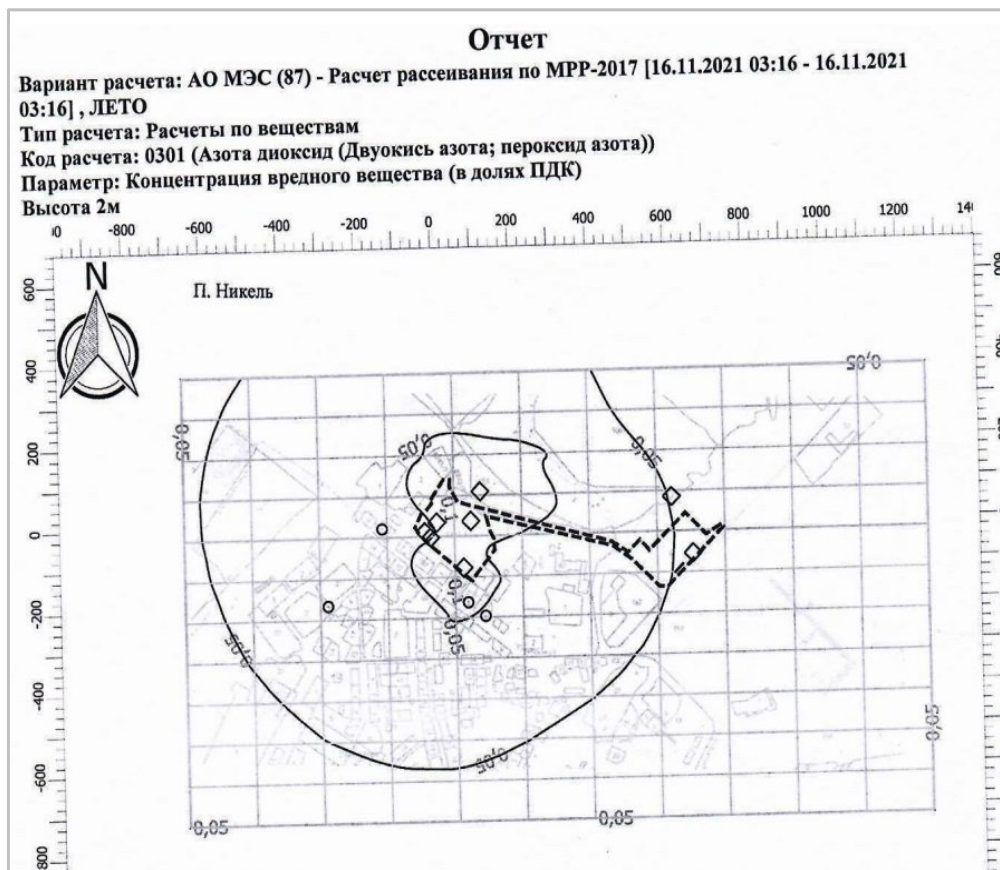 Отчет
Вариант расчета: АО МЭС (87) - Расчет рассеивания по МРР-2017 [16.11.2021 03:16 - 16.11.2021
03:16] , ЛЕТО
Тип расчета: Расчеты по веществам
Код расчета: 0301 (Азота диоксид (Двуокись азота; пероксид азота))
Параметр: Концентрация вредного вещества (в долях ПДК)
Высота 2м
-800 -600 -400 -200 0 200 400 600 800 1000 1200
N
П. Никель
600
400
200
0
-200
-400
-600
0,05
0,05
0,05
0,05
0,1
0,1
0,05
0,05
0,05
0,05
0,05
0,05